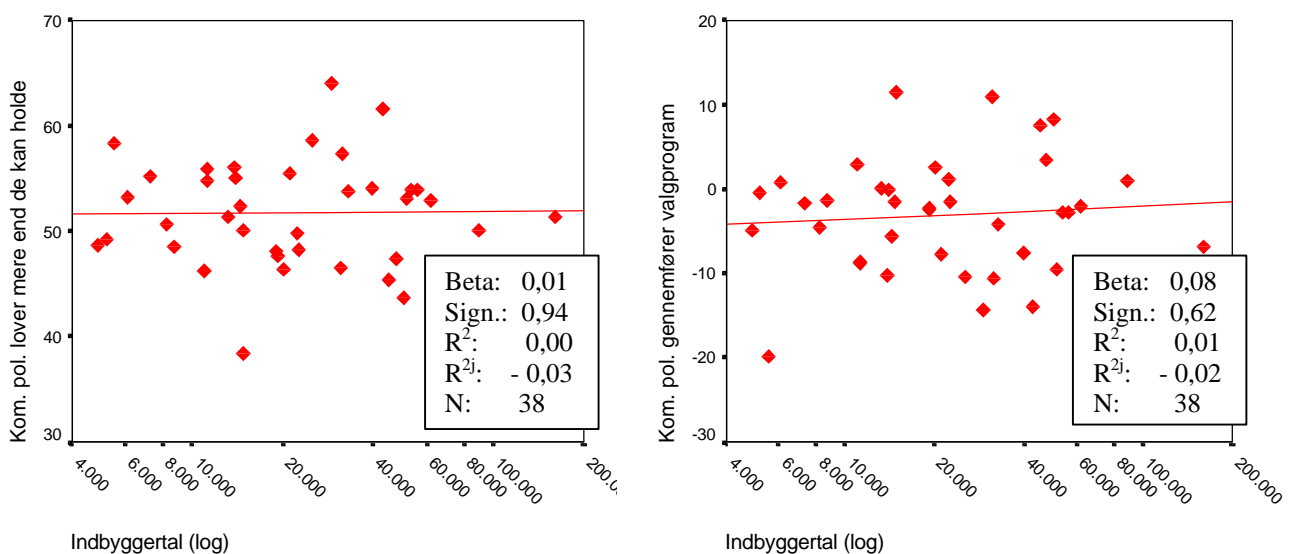 70
60
50
40
30
Kom. pol. lover mere end de kan holde
Beta: 0,01
Sign.: 0,94
R²: 0,00
R²ʲ: - 0,03
N: 38
4.000
6.000
8.000
10.000
20.000
40.000
60.000
80.000
100.000
Indbyggertal (log)
20
10
0
-10
-20
-30
Kom. pol. gennemfører valgprogram
Beta: 0,08
Sign.: 0,62
R²: 0,01
R²ʲ: - 0,02
N: 38
4.000
6.000
8.000
10.000
20.000
40.000
60.000
80.000
100.000
200.000
Indbyggertal (log)